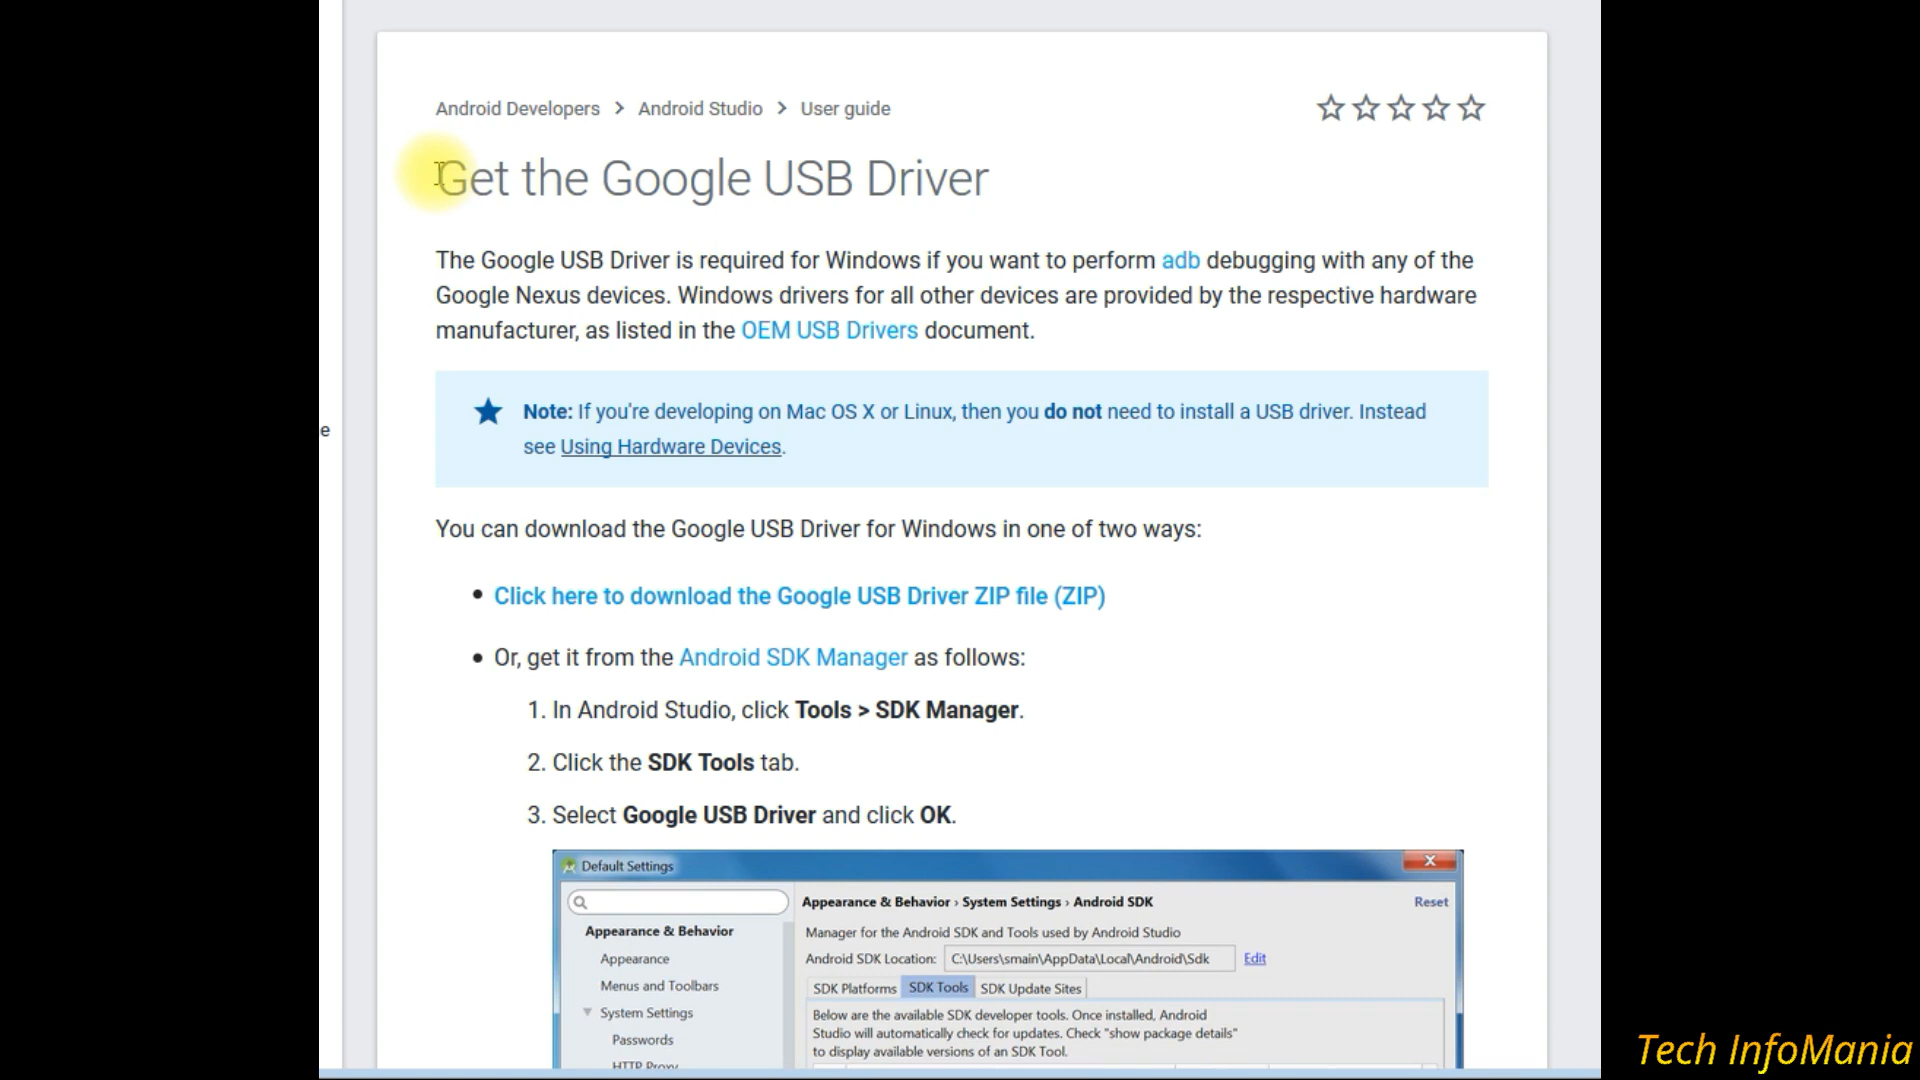 Android Developers > Android Studio > User guide
Get the Google USB Driver
The Google USB Driver is required for Windows if you want to perform adb debugging with any of the
Google Nexus devices. Windows drivers for all other devices are provided by the respective hardware
manufacturer, as listed in the OEM USB Drivers document.
e
Note: If you're developing on Mac OS X or Linux, then you do not need to install a USB driver. Instead
see Using Hardware Devices.
You can download the Google USB Driver for Windows in one of two ways:
• Click here to download the Google USB Driver ZIP file (ZIP)
• Or, get it from the Android SDK Manager as follows:
1. In Android Studio, click Tools > SDK Manager.
2. Click the SDK Tools tab.
3. Select Google USB Driver and click OK.
Default Settings
X
Appearance & Behavior › System Settings › Android SDK Reset
Appearance & Behavior
Manager for the Android SDK and Tools used by Android Studio
Appearance
Android SDK Location: C:\Users\smain\AppData\Local\Android\Sdk Edit
Menus and Toolbars
SDK Platforms SDK Tools SDK Update Sites
System Settings
Below are the available SDK developer tools. Once installed, Android
Studio will automatically check for updates. Check "show package details"
to display available versions of an SDK Tool.
Passwords
HTTP Proxy
Tech InfoMania